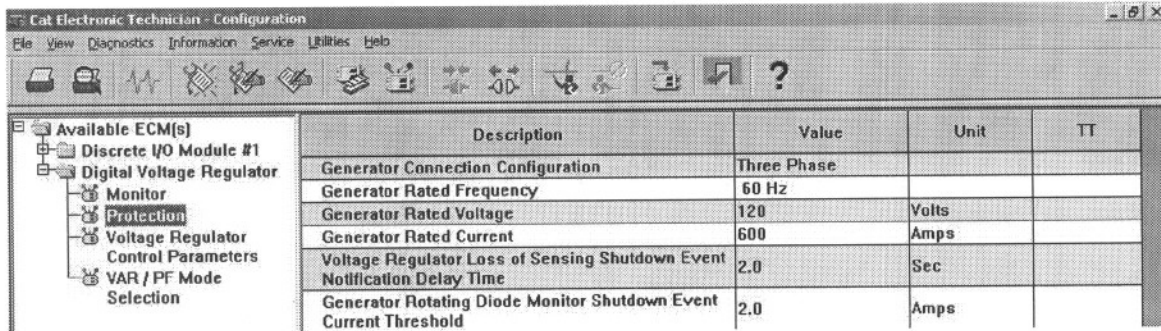 Cat Electronic Technician - Configuration
File View Diagnostics Information Service Utilities Help
Available ECM(s)
Discrete I/O Module #1
Digital Voltage Regulator
Monitor
Protection
Voltage Regulator
Control Parameters
VAR / PF Mode
Selection
Description Value Unit TT
Generator Connection Configuration Three Phase
Generator Rated Frequency 60 Hz
Generator Rated Voltage 120 Volts
Generator Rated Current 600 Amps
Voltage Regulator Loss of Sensing Shutdown Event
Notification Delay Time 2.0 Sec
Generator Rotating Diode Monitor Shutdown Event
Current Threshold 2.0 Amps